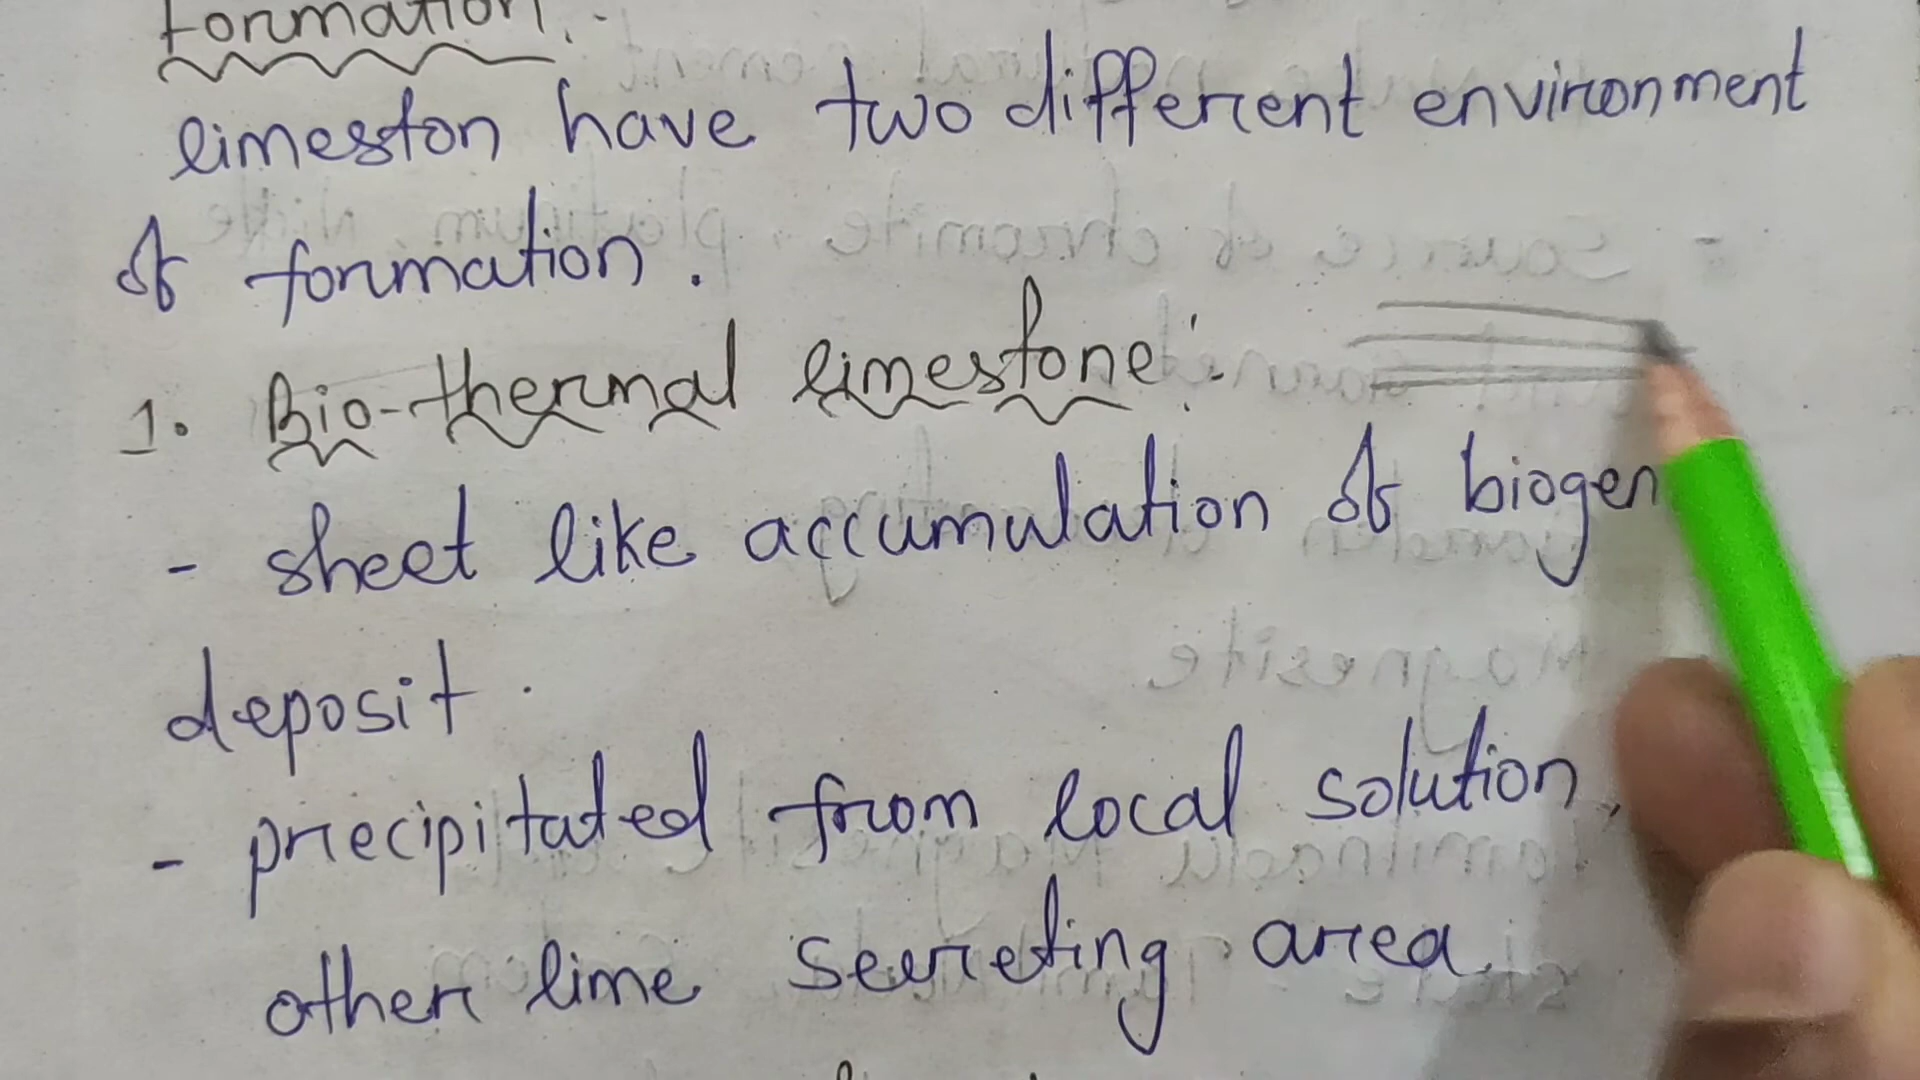 Formation:-
limeston have two different environment
of formation.
1. Bio-thermal limestone:
- sheet like accumulation of biogen
deposit.
- precipitated from local solution,
other lime secreting area